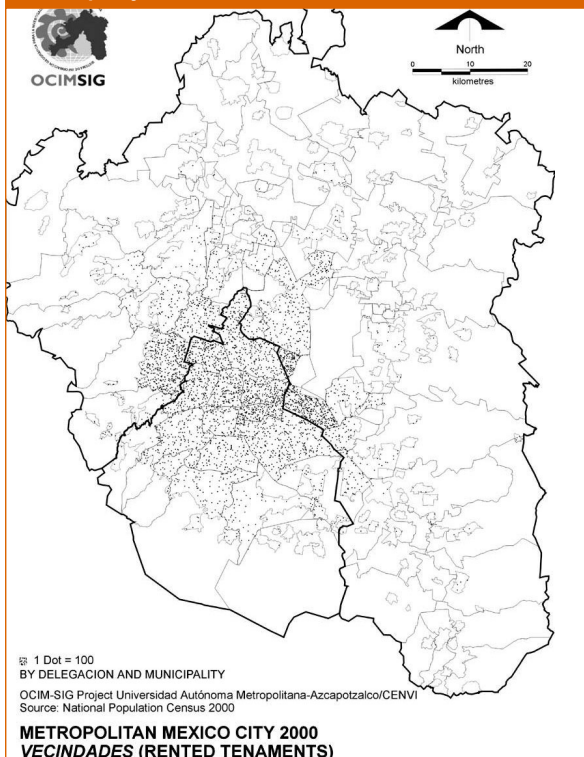 OCIMSIG
North
0 10 20
kilometres
1 Dot = 100
BY DELEGACION AND MUNICIPALITY
OCIM-SIG Project Universidad Autónoma Metropolitana-Azcapotzalco/CENVI
Source: National Population Census 2000
METROPOLITAN MEXICO CITY 2000
VECINDADES (RENTED TENAMENTS)